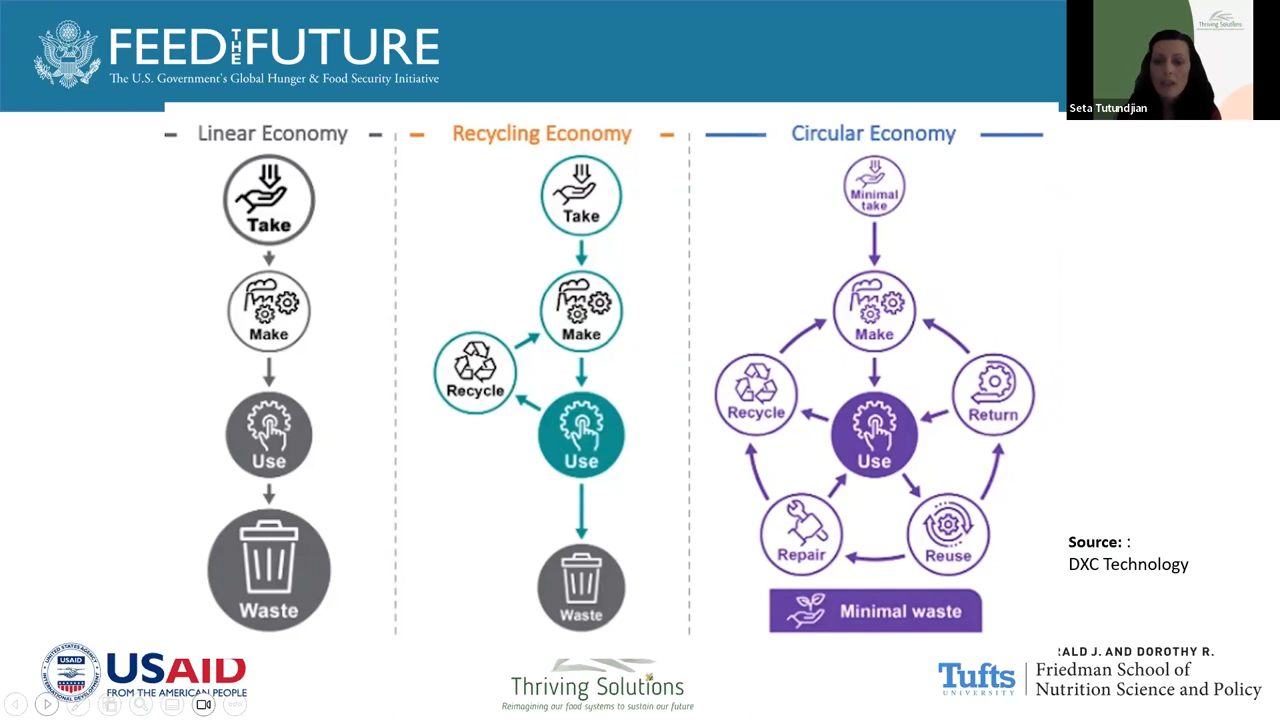 FEED THE FUTURE
The U.S. Government's Global Hunger & Food Security Initiative
Thriving Solutions
Seta Tutundjian
Linear Economy
Take
Make
Use
Waste
Recycling Economy
Take
Make
Recycle
Use
Waste
Circular Economy
Minimal
take
Make
Recycle
Return
Use
Repair
Reuse
Minimal waste
Source: :
DXC Technology
USAID
USAID
FROM THE AMERICAN PEOPLE
Thriving Solutions
Reimagining our food systems to sustain our future
Tufts
UNIVERSITY
RALD J. AND DOROTHY R.
Friedman School of
Nutrition Science and Policy